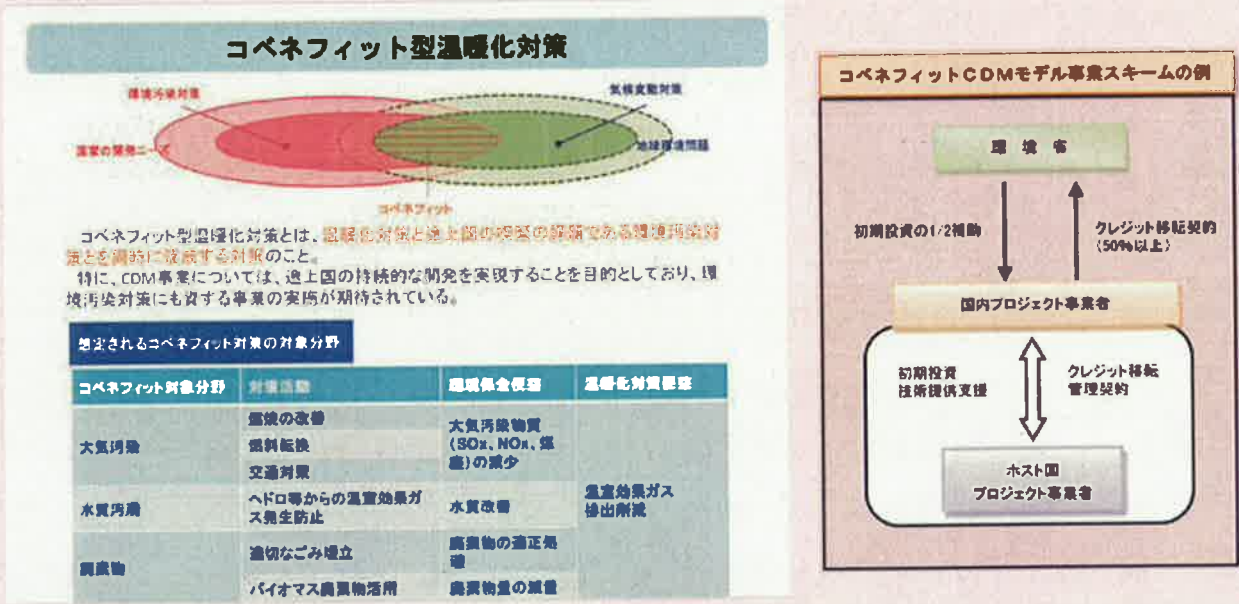 コベネフィット型温暖化対策
環境汚染対策
気候変動対策
国家の開発ニーズ
地球環境問題
コベネフィット
コベネフィット型温暖化対策とは、温暖化対策と途上国の喫緊の課題である環境汚染対
策とを同時に達成する対策のこと。
特に、CDM事業については、途上国の持続的な開発を実現することを目的としており、環
境汚染対策にも資する事業の実施が期待されている。
想定されるコベネフィット対策の対象分野
コベネフィット対象分野
対策活動
環境保全便益
温暖化対策便益
大気汚染
燃焼の改善
燃料転換
交通対策
大気汚染物質
(SOx、NOx、煤
塵)の減少
水質汚濁
ヘドロ等からの温室効果ガ
ス発生防止
水質改善
温室効果ガス
排出削減
廃棄物
適切なごみ埋立
廃棄物の適正処
理
バイオマス廃棄物活用
廃棄物量の減量
コベネフィットCDMモデル事業スキームの例
環 境 省
初期投資の1/2補助
クレジット移転契約
(50%以上)
国内プロジェクト事業者
初期投資
技術提供支援
クレジット移転
管理契約
ホスト国
プロジェクト事業者